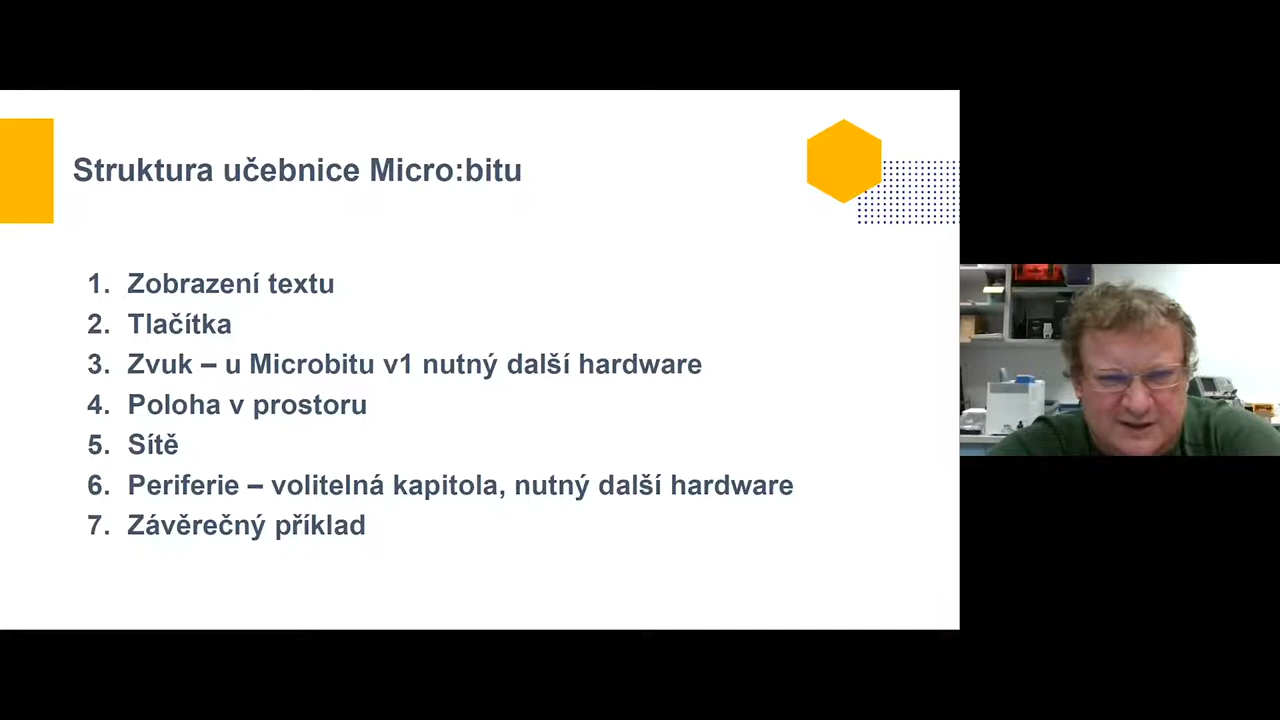 Struktura učebnice Micro:bitu
1. Zobrazení textu
2. Tlačítka
3. Zvuk – u Microbitu v1 nutný další hardware
4. Poloha v prostoru
5. Sítě
6. Periferie – volitelná kapitola, nutný další hardware
7. Závěrečný příklad